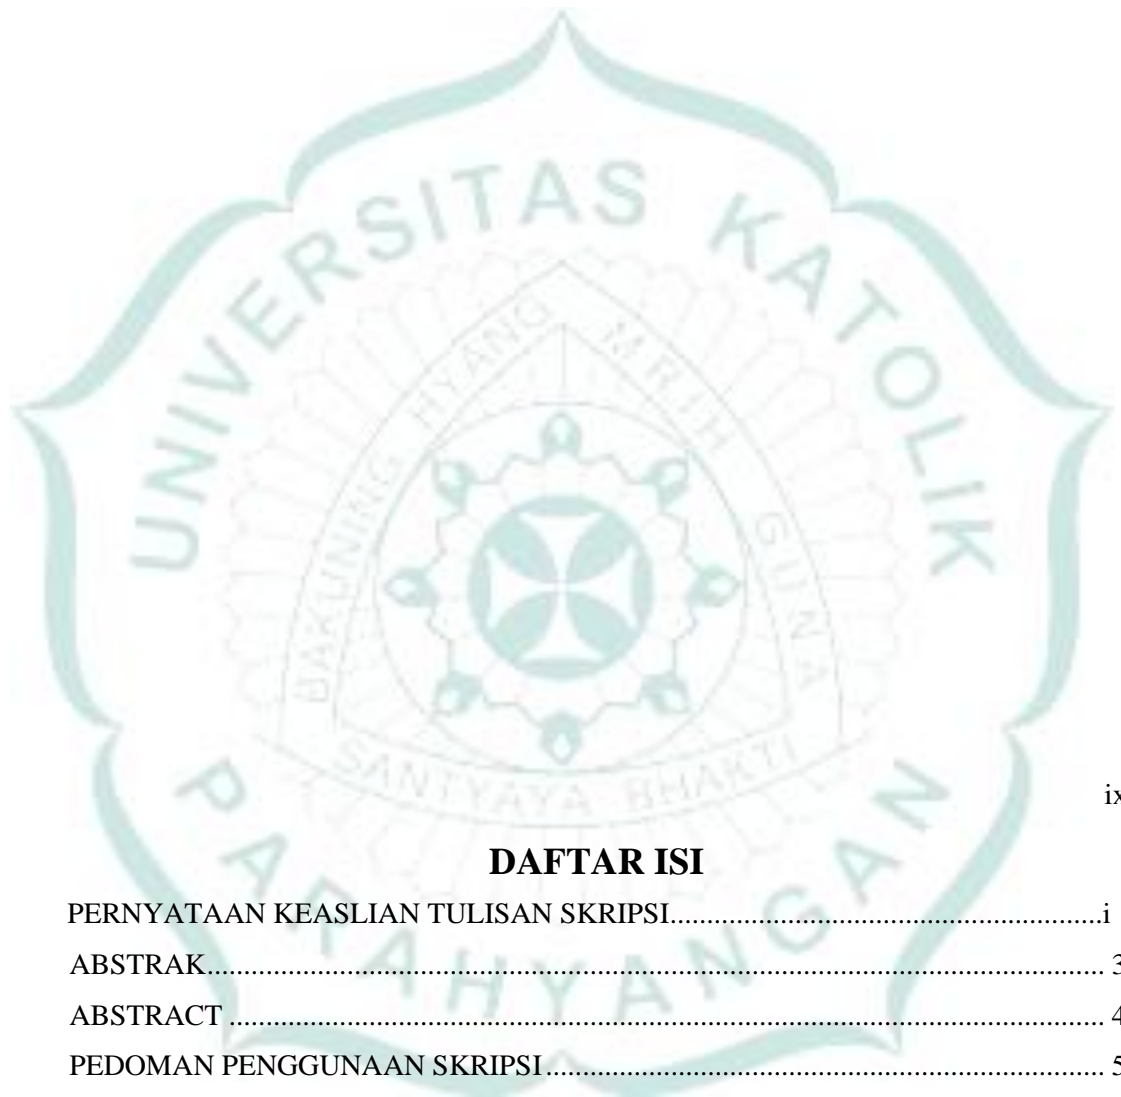 UNIVERSITAS KATOLIK
BAKUNING HYANG MRIH GUNA
SANTYAYA BHAKTI
PARAHYANGAN
ix
DAFTAR ISI
PERNYATAAN KEASLIAN TULISAN SKRIPSI.........................................................i
ABSTRAK........................................................................................................................ 3
ABSTRACT ..................................................................................................................... 4
PEDOMAN PENGGUNAAN SKRIPSI........................................................................... 5